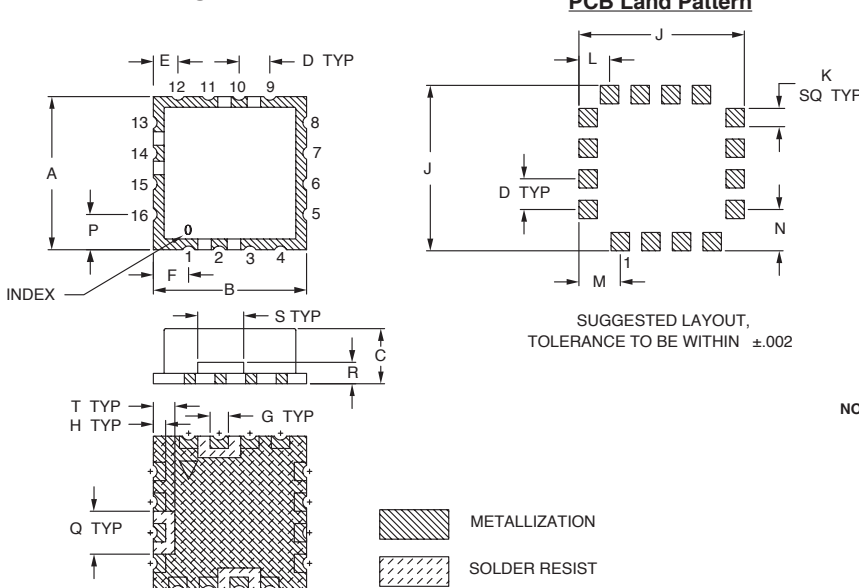 PCB Land Pattern
E
D TYP
12 11 10 9
13
14
15
16
8
7
6
5
A
P
0
1 2 3 4
F
B
INDEX
J
L
K
SQ TYP
J
D TYP
N
M
1
SUGGESTED LAYOUT,
TOLERANCE TO BE WITHIN ±.002
S TYP
C
R
T TYP
H TYP
G TYP
Q TYP
NO
METALLIZATION
SOLDER RESIST